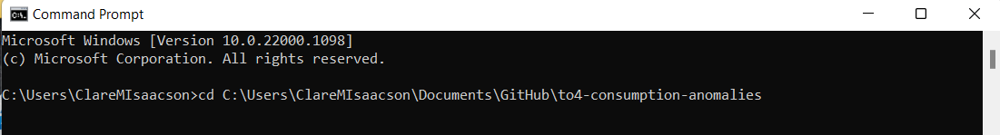 Command Prompt
Microsoft Windows [Version 10.0.22000.1098]
(c) Microsoft Corporation. All rights reserved.
C:\Users\ClareMIsaacson>cd C:\Users\ClareMIsaacson\Documents\GitHub\to4-consumption-anomalies